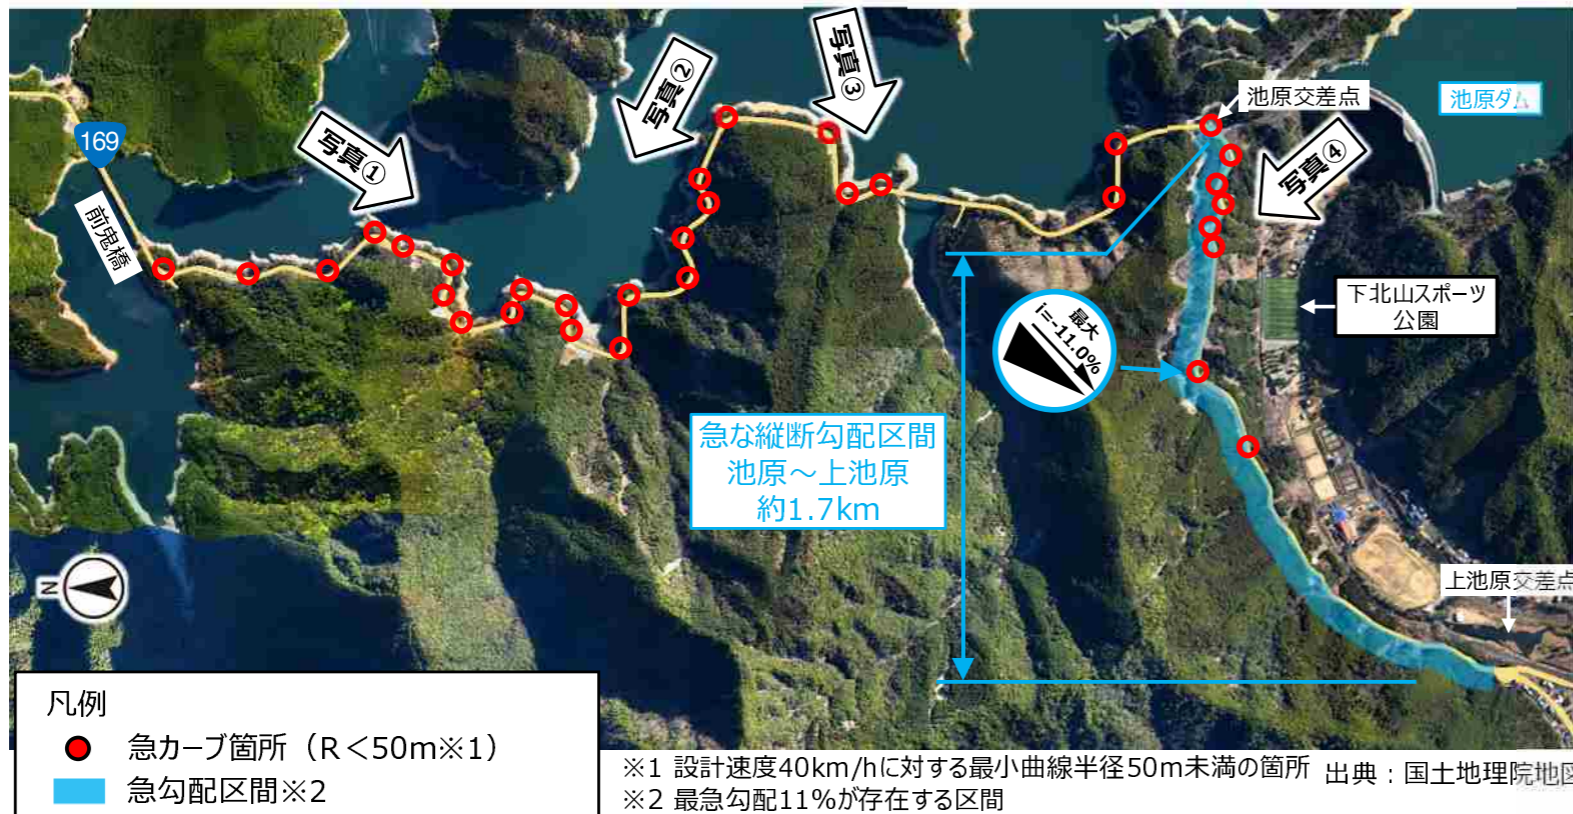 169
前鬼橋
写真①
写真②
写真③
池原交差点
池原ダム
写真④
下北山スポーツ
公園
最大
i=-11.0%
急な縦断勾配区間
池原～上池原
約1.7km
上池原交差点
N
凡例
急カーブ箇所（R＜50m※1）
急勾配区間※2
※1 設計速度40km/hに対する最小曲線半径50m未満の箇所
※2 最急勾配11%が存在する区間
出典：国土地理院地図